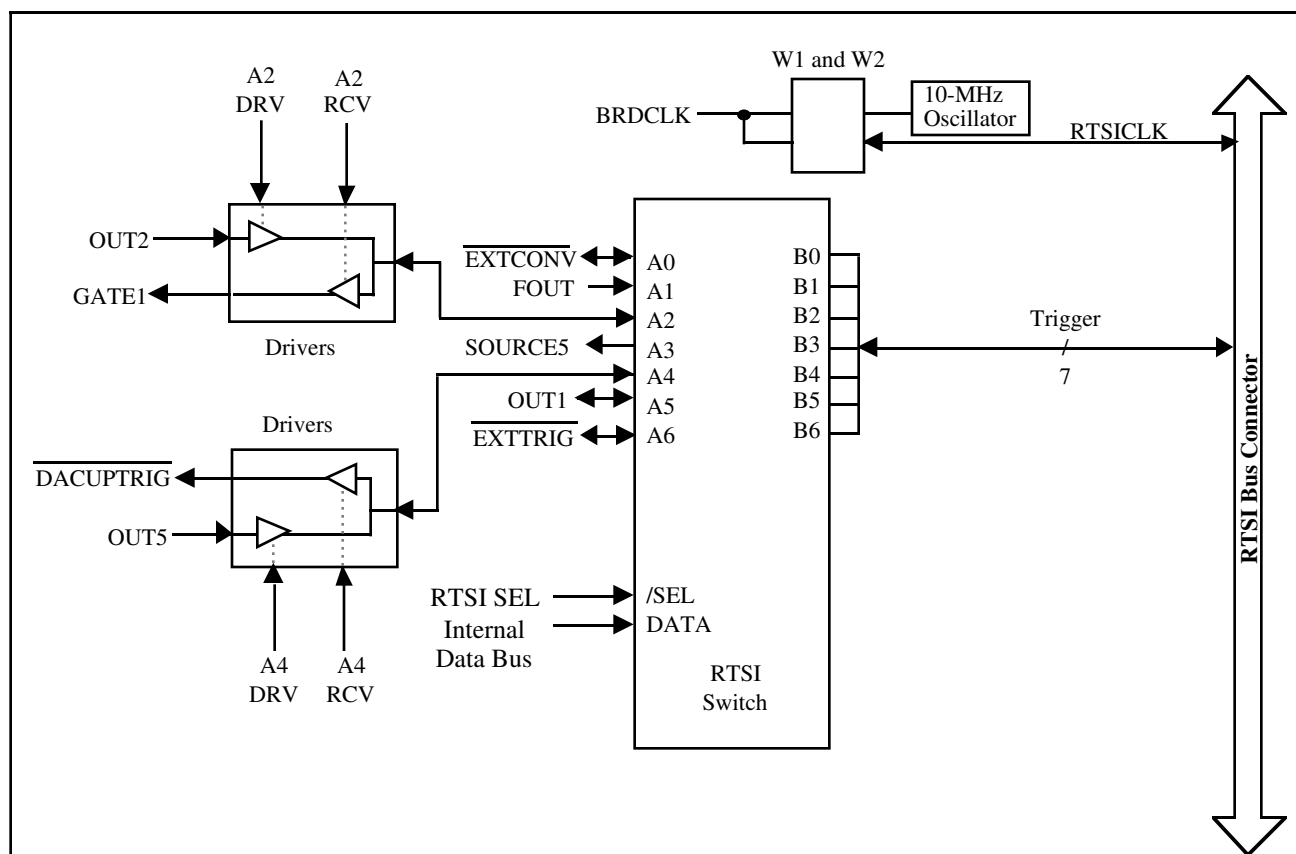 W1 and W2
A2
DRV
A2
RCV
BRDCLK
10-MHz
Oscillator
RTSICLK
OUT2
GATE1
Drivers
EXTCONV
FOUT
SOURCE5
OUT1
EXTTRIG
A0
A1
A2
A3
A4
A5
A6
B0
B1
B2
B3
B4
B5
B6
Trigger
/
7
RTSI Bus Connector
Drivers
DACUPTRIG
OUT5
A4
DRV
A4
RCV
RTSI SEL
Internal
Data Bus
/SEL
DATA
RTSI
Switch